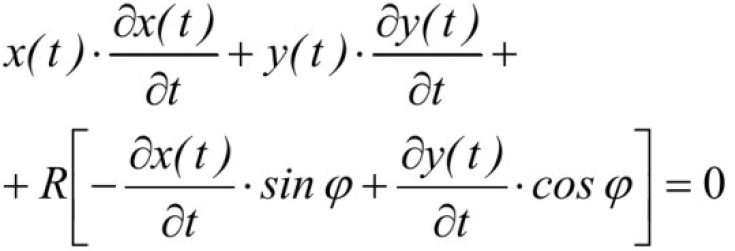 x(t)·∂x(t)/∂t + y(t)·∂y(t)/∂t +
+ R[−∂x(t)/∂t · sin φ + ∂y(t)/∂t · cos φ] = 0